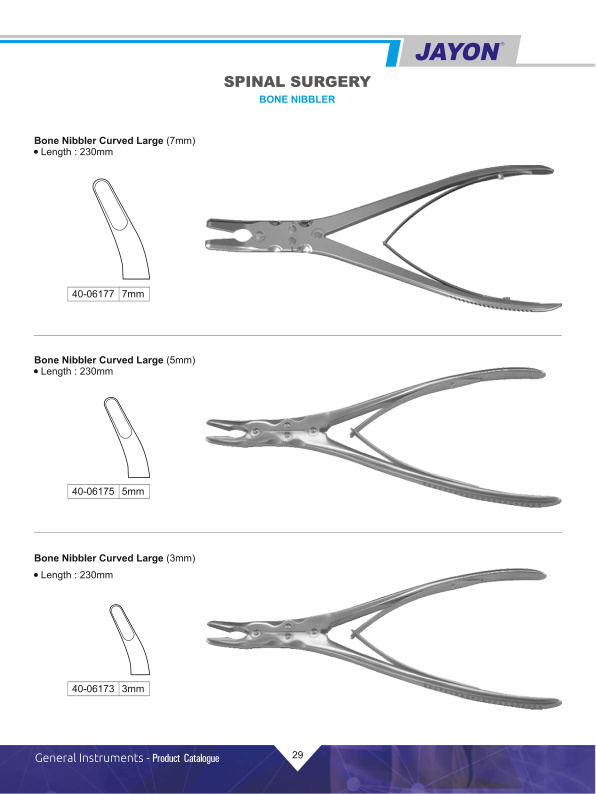 JAYON®
SPINAL SURGERY
BONE NIBBLER
Bone Nibbler Curved Large (7mm)
• Length : 230mm
40-06177 7mm
Bone Nibbler Curved Large (5mm)
• Length : 230mm
40-06175 5mm
Bone Nibbler Curved Large (3mm)
• Length : 230mm
40-06173 3mm
General Instruments - Product Catalogue
29